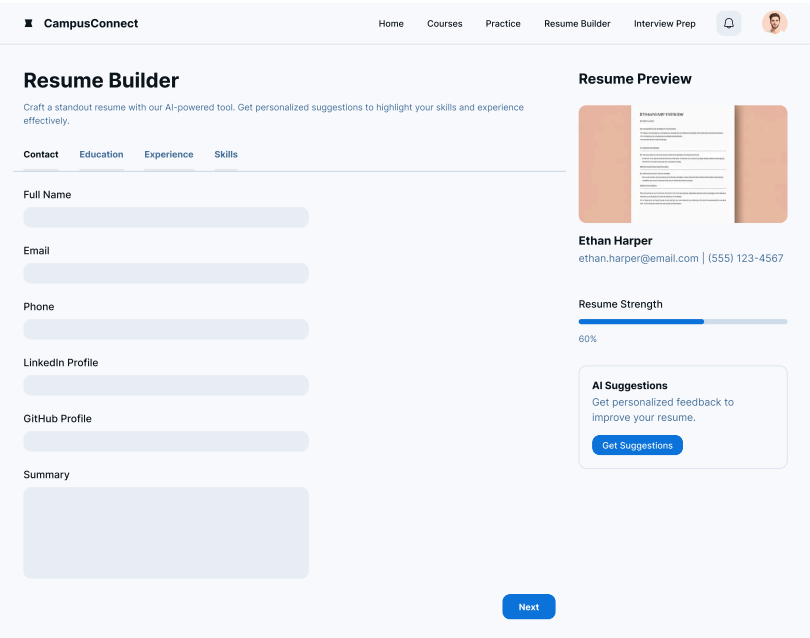 CampusConnect
Home
Courses
Practice
Resume Builder
Interview Prep
Resume Builder
Craft a standout resume with our AI-powered tool. Get personalized suggestions to highlight your skills and experience
effectively.
Contact
Education
Experience
Skills
Full Name
Email
Phone
LinkedIn Profile
GitHub Profile
Summary
Next
Resume Preview
Ethan Harper
ethan.harper@email.com | (555) 123-4567
Resume Strength
60%
AI Suggestions
Get personalized feedback to
improve your resume.
Get Suggestions